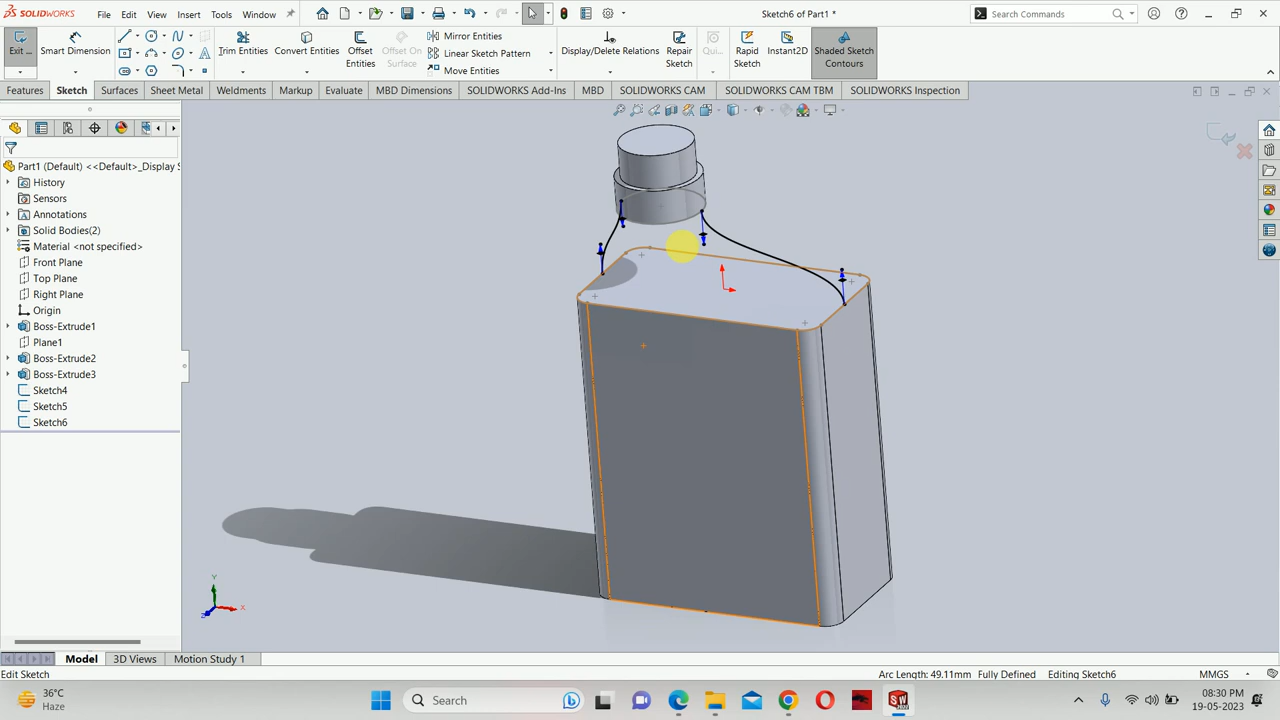 SOLIDWORKS
File Edit View Insert Tools Window
Sketch6 of Part1 *
Search Commands
Exit ... Smart Dimension Trim Entities Convert Entities Offset Entities Offset On Surface
Mirror Entities
Linear Sketch Pattern
Move Entities
Display/Delete Relations Repair Sketch Qui... Rapid Sketch Instant2D Shaded Sketch Contours
Features Sketch Surfaces Sheet Metal Weldments Markup Evaluate MBD Dimensions SOLIDWORKS Add-Ins MBD SOLIDWORKS CAM SOLIDWORKS CAM TBM SOLIDWORKS Inspection
Part1 (Default) <<Default>_Display S
History
Sensors
Annotations
Solid Bodies(2)
Material <not specified>
Front Plane
Top Plane
Right Plane
Origin
Boss-Extrude1
Plane1
Boss-Extrude2
Boss-Extrude3
Sketch4
Sketch5
Sketch6
Y
X
Z
Model 3D Views Motion Study 1
Edit Sketch Arc Length: 49.11mm Fully Defined Editing Sketch6 MMGS
36°C
Haze
Search
08:30 PM
19-05-2023